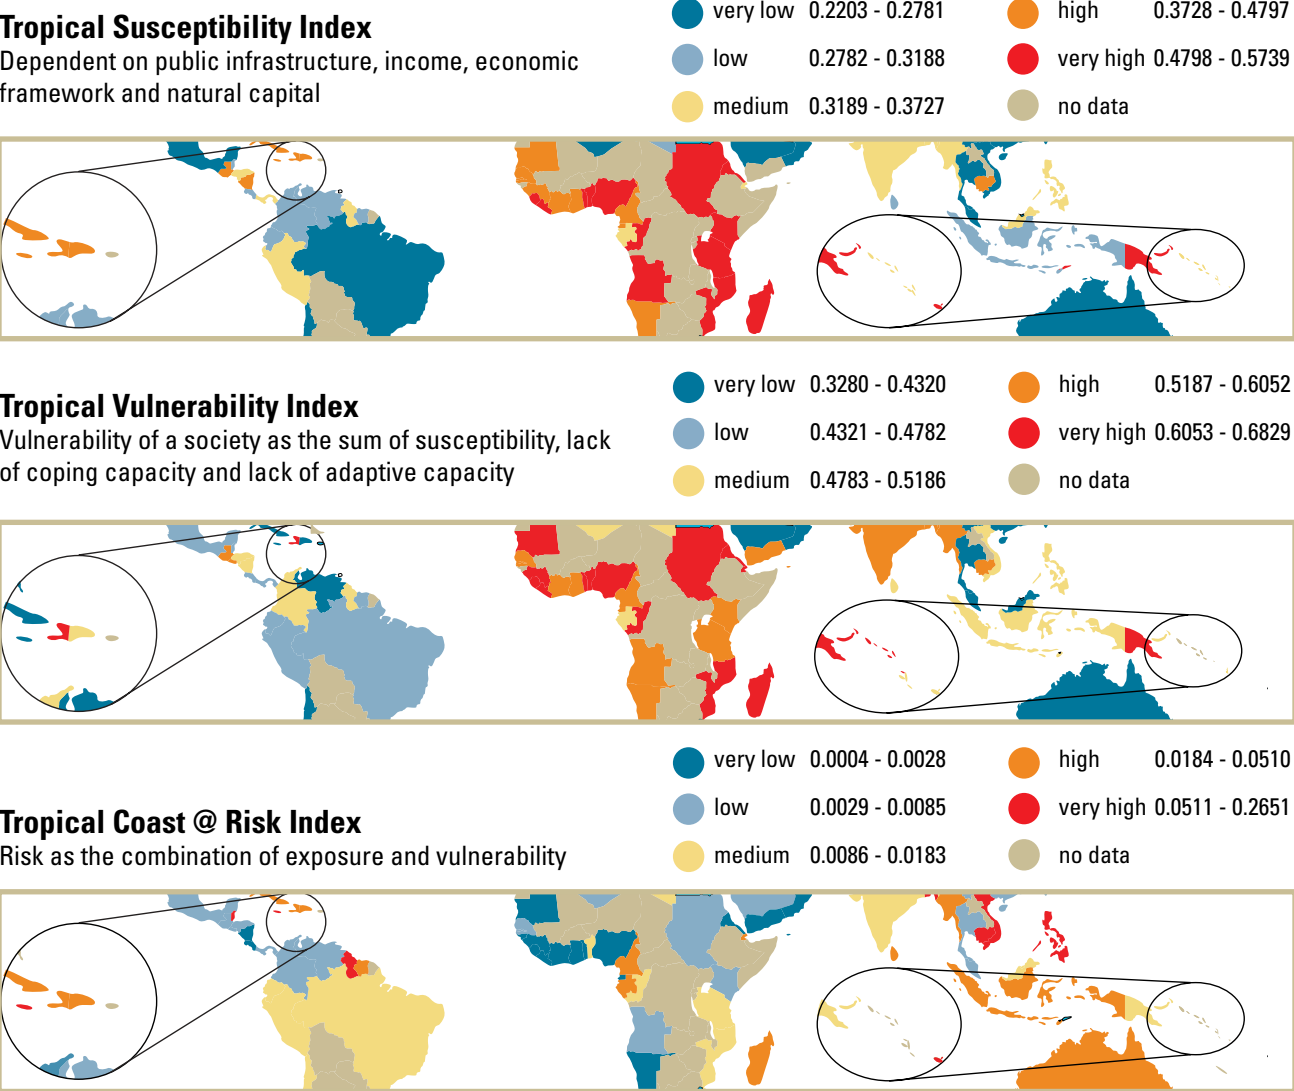 Tropical Susceptibility Index
Dependent on public infrastructure, income, economic
framework and natural capital
very low 0.2203 - 0.2781
low 0.2782 - 0.3188
medium 0.3189 - 0.3727
high 0.3728 - 0.4797
very high 0.4798 - 0.5739
no data
Tropical Vulnerability Index
Vulnerability of a society as the sum of susceptibility, lack
of coping capacity and lack of adaptive capacity
very low 0.3280 - 0.4320
low 0.4321 - 0.4782
medium 0.4783 - 0.5186
high 0.5187 - 0.6052
very high 0.6053 - 0.6829
no data
Tropical Coast @ Risk Index
Risk as the combination of exposure and vulnerability
very low 0.0004 - 0.0028
low 0.0029 - 0.0085
medium 0.0086 - 0.0183
high 0.0184 - 0.0510
very high 0.0511 - 0.2651
no data